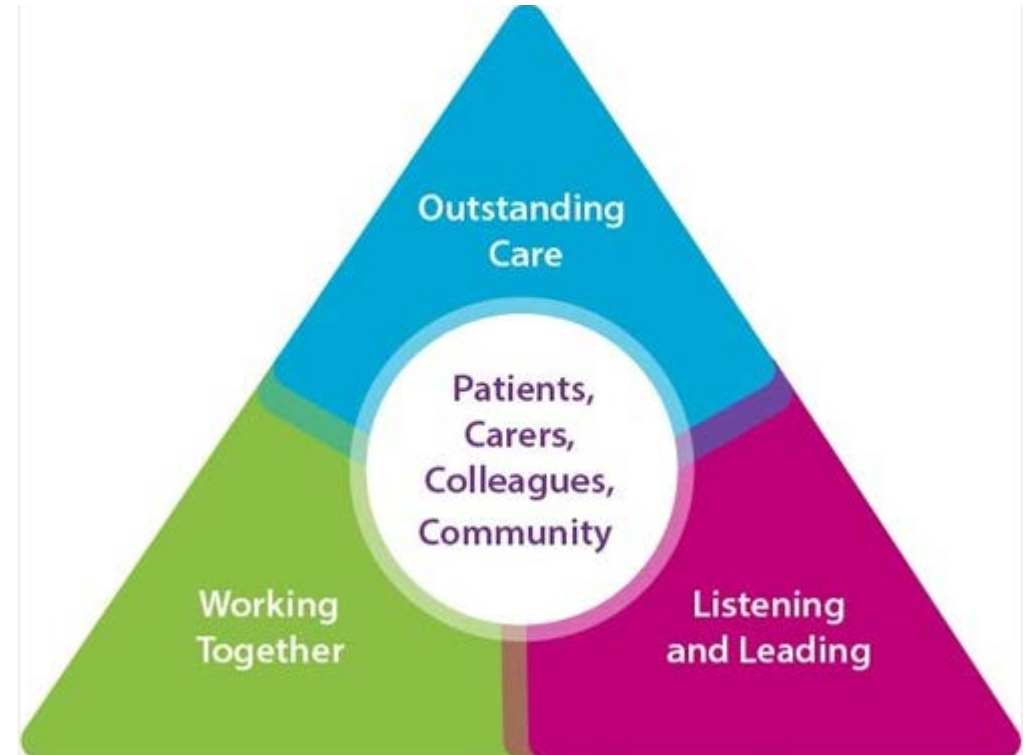 Outstanding
Care
Patients,
Carers,
Colleagues,
Community
Working
Together
Listening
and Leading